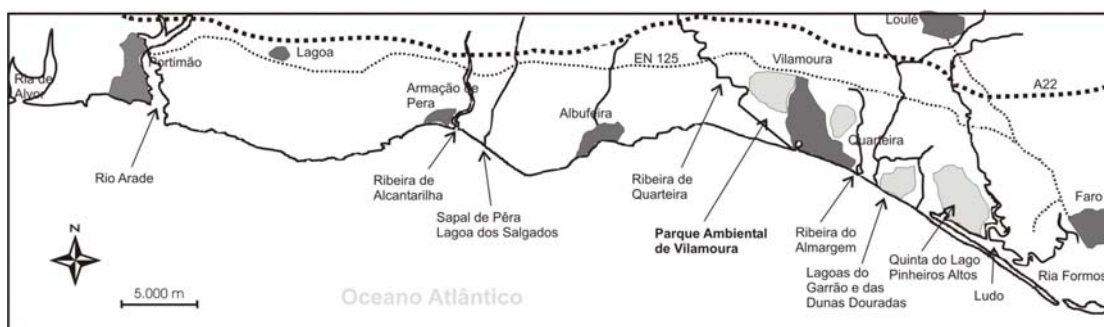 Loulé
Lagoa
Portimão
EN 125
Vilamoura
Ria de
Alvor
A22
Armação de
Pera
Albufeira
Quarteira
Rio Arade
Ribeira de
Alcantarilha
Ribeira de
Quarteira
Faro
Sapal de Pêra
Lagoa dos Salgados
Parque Ambiental
de Vilamoura
Ribeira do
Almargem
Quinta do Lago
Pinheiros Altos
Ria Formos
Lagoas do
Garrão e das
Dunas Douradas
Ludo
N
5.000 m
Oceano Atlântico